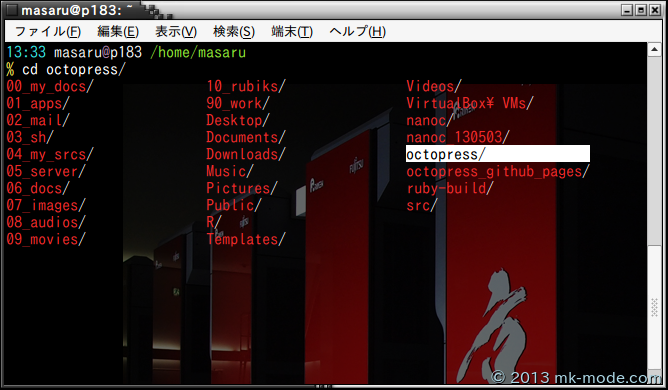 masaru@p183: ~
ファイル(F) 編集(E) 表示(V) 検索(S) 端末(T) ヘルプ(H)
13:33 masaru@p183 /home/masaru
% cd octopress/
00_my_docs/ 10_rubiks/ Videos/
01_apps/ 90_work/ VirtualBox¥ VMs/
02_mail/ Desktop/ nanoc/
03_sh/ Documents/ nanoc_130503/
04_my_srcs/ Downloads/ octopress/
05_server/ Music/ octopress_github_pages/
06_docs/ Pictures/ ruby-build/
07_images/ Public/ src/
08_audios/ R/
09_movies/ Templates/
FUJITSU
FUJITSU
© 2013 mk-mode.com